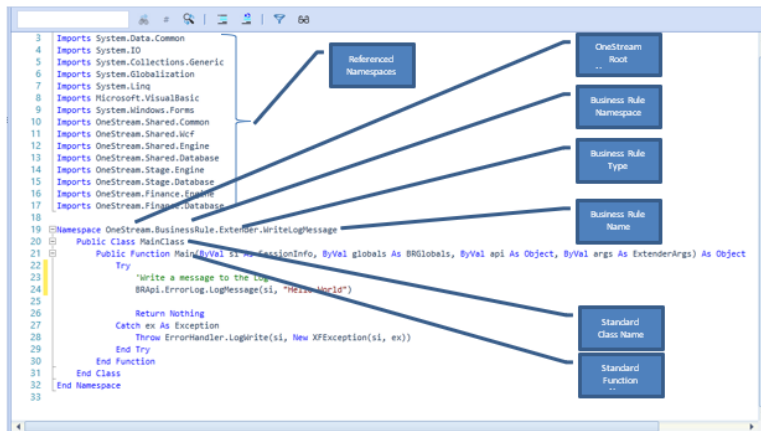 Referenced
Namespaces
OneStream
Root
Business Rule
Namespace
Business Rule
Type
Business Rule
Name
Standard
Class Name
Standard
Function
3 Imports System.Data.Common
4 Imports System.IO
5 Imports System.Collections.Generic
6 Imports System.Globalization
7 Imports System.Linq
8 Imports Microsoft.VisualBasic
9 Imports System.Windows.Forms
10 Imports OneStream.Shared.Common
11 Imports OneStream.Shared.Wcf
12 Imports OneStream.Shared.Engine
13 Imports OneStream.Shared.Database
14 Imports OneStream.Stage.Engine
15 Imports OneStream.Stage.Database
16 Imports OneStream.Finance.Engine
17 Imports OneStream.Finance.Database
18
19 Namespace OneStream.BusinessRule.Extender.WriteLogMessage
20 Public Class MainClass
21 Public Function Main(ByVal si As SessionInfo, ByVal globals As BRGlobals, ByVal api As Object, ByVal args As ExtenderArgs) As Object
22 Try
23 'Write a message to the Log
24 BRApi.ErrorLog.LogMessage(si, "Hello World")
25
26 Return Nothing
27 Catch ex As Exception
28 Throw ErrorHandler.LogWrite(si, New XFException(si, ex))
29 End Try
30 End Function
31 End Class
32 End Namespace
33